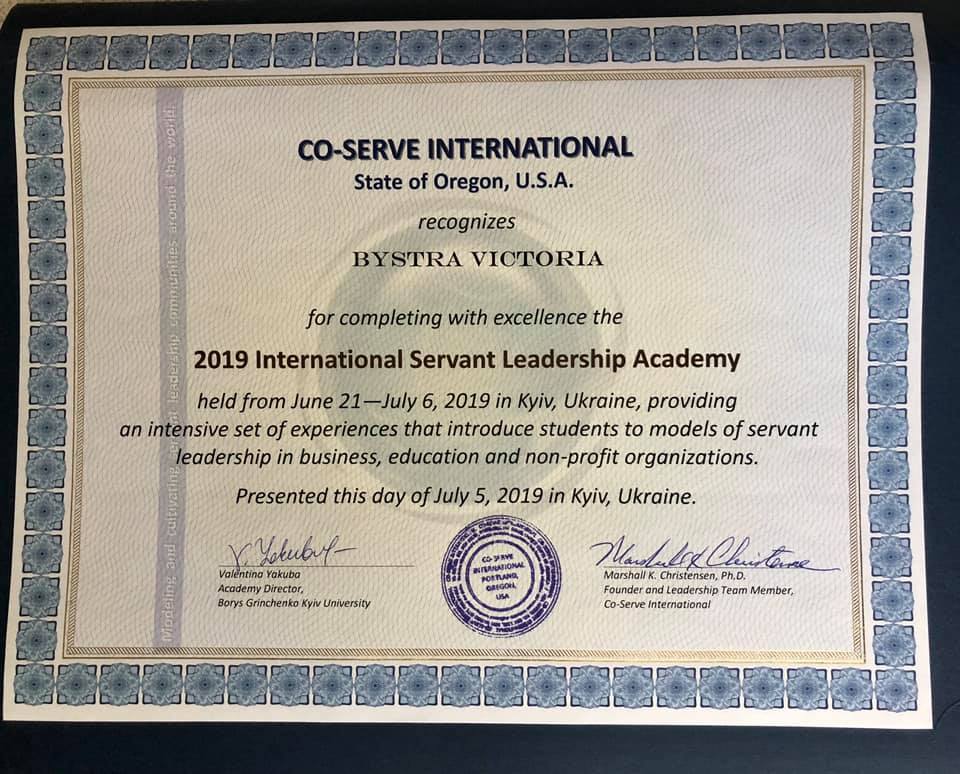 CO-SERVE INTERNATIONAL
State of Oregon, U.S.A.
recognizes
BYSTRA VICTORIA
for completing with excellence the
2019 International Servant Leadership Academy
held from June 21—July 6, 2019 in Kyiv, Ukraine, providing
an intensive set of experiences that introduce students to models of servant
leadership in business, education and non-profit organizations.
Presented this day of July 5, 2019 in Kyiv, Ukraine.
V. Yakuba
Valentina Yakuba
Academy Director,
Borys Grinchenko Kyiv University
CO-SERVE
INTERNATIONAL
PORTLAND,
OREGON,
USA
Marshall K Christensen
Marshall K. Christensen, Ph.D.
Founder and Leadership Team Member,
Co-Serve International
Modeling and cultivating servant leadership communities around the world.